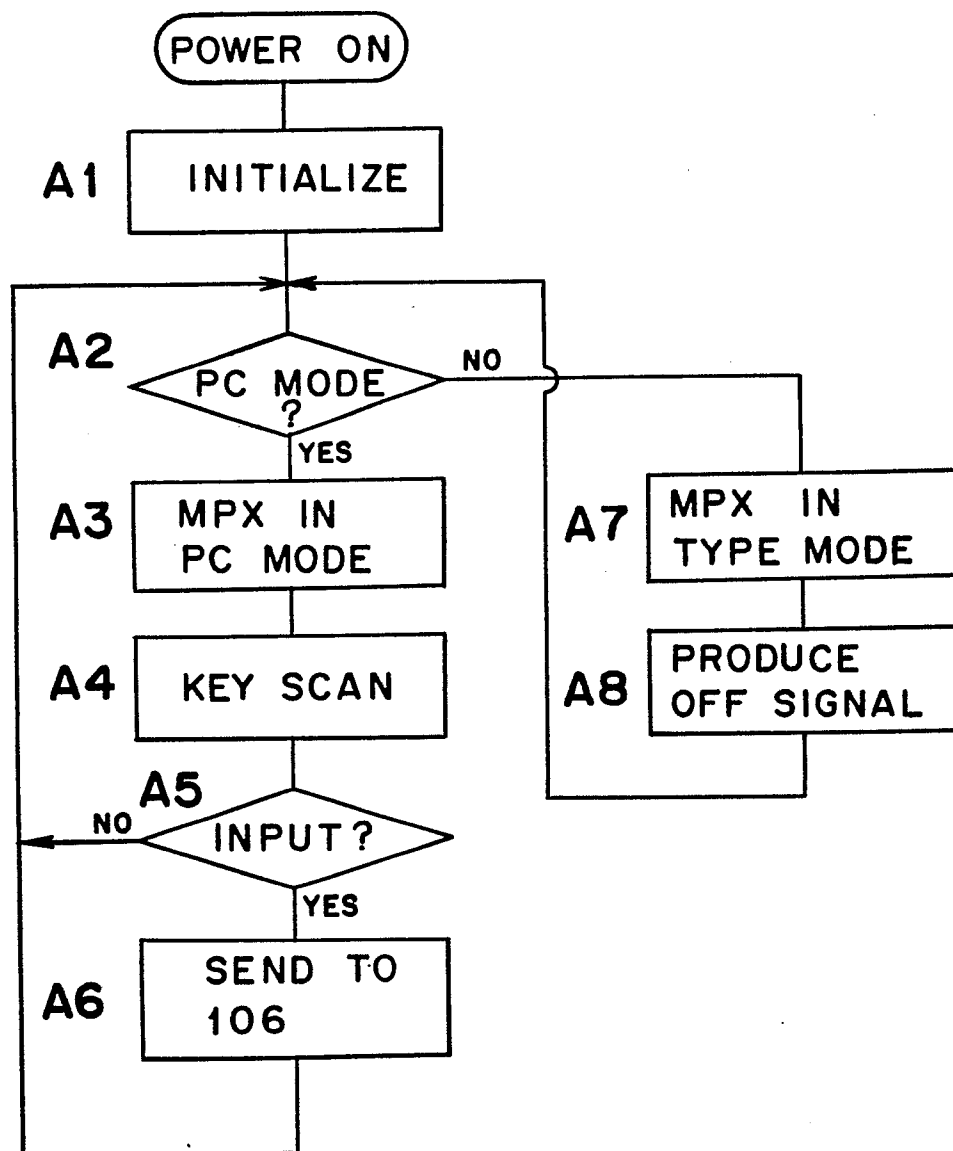 POWER ON
A1
INITIALIZE
A2
PC MODE
?
NO
YES
A3
MPX IN
PC MODE
A4
KEY SCAN
A5
INPUT?
NO
YES
A6
SEND TO
106
A7
MPX IN
TYPE MODE
A8
PRODUCE
OFF SIGNAL